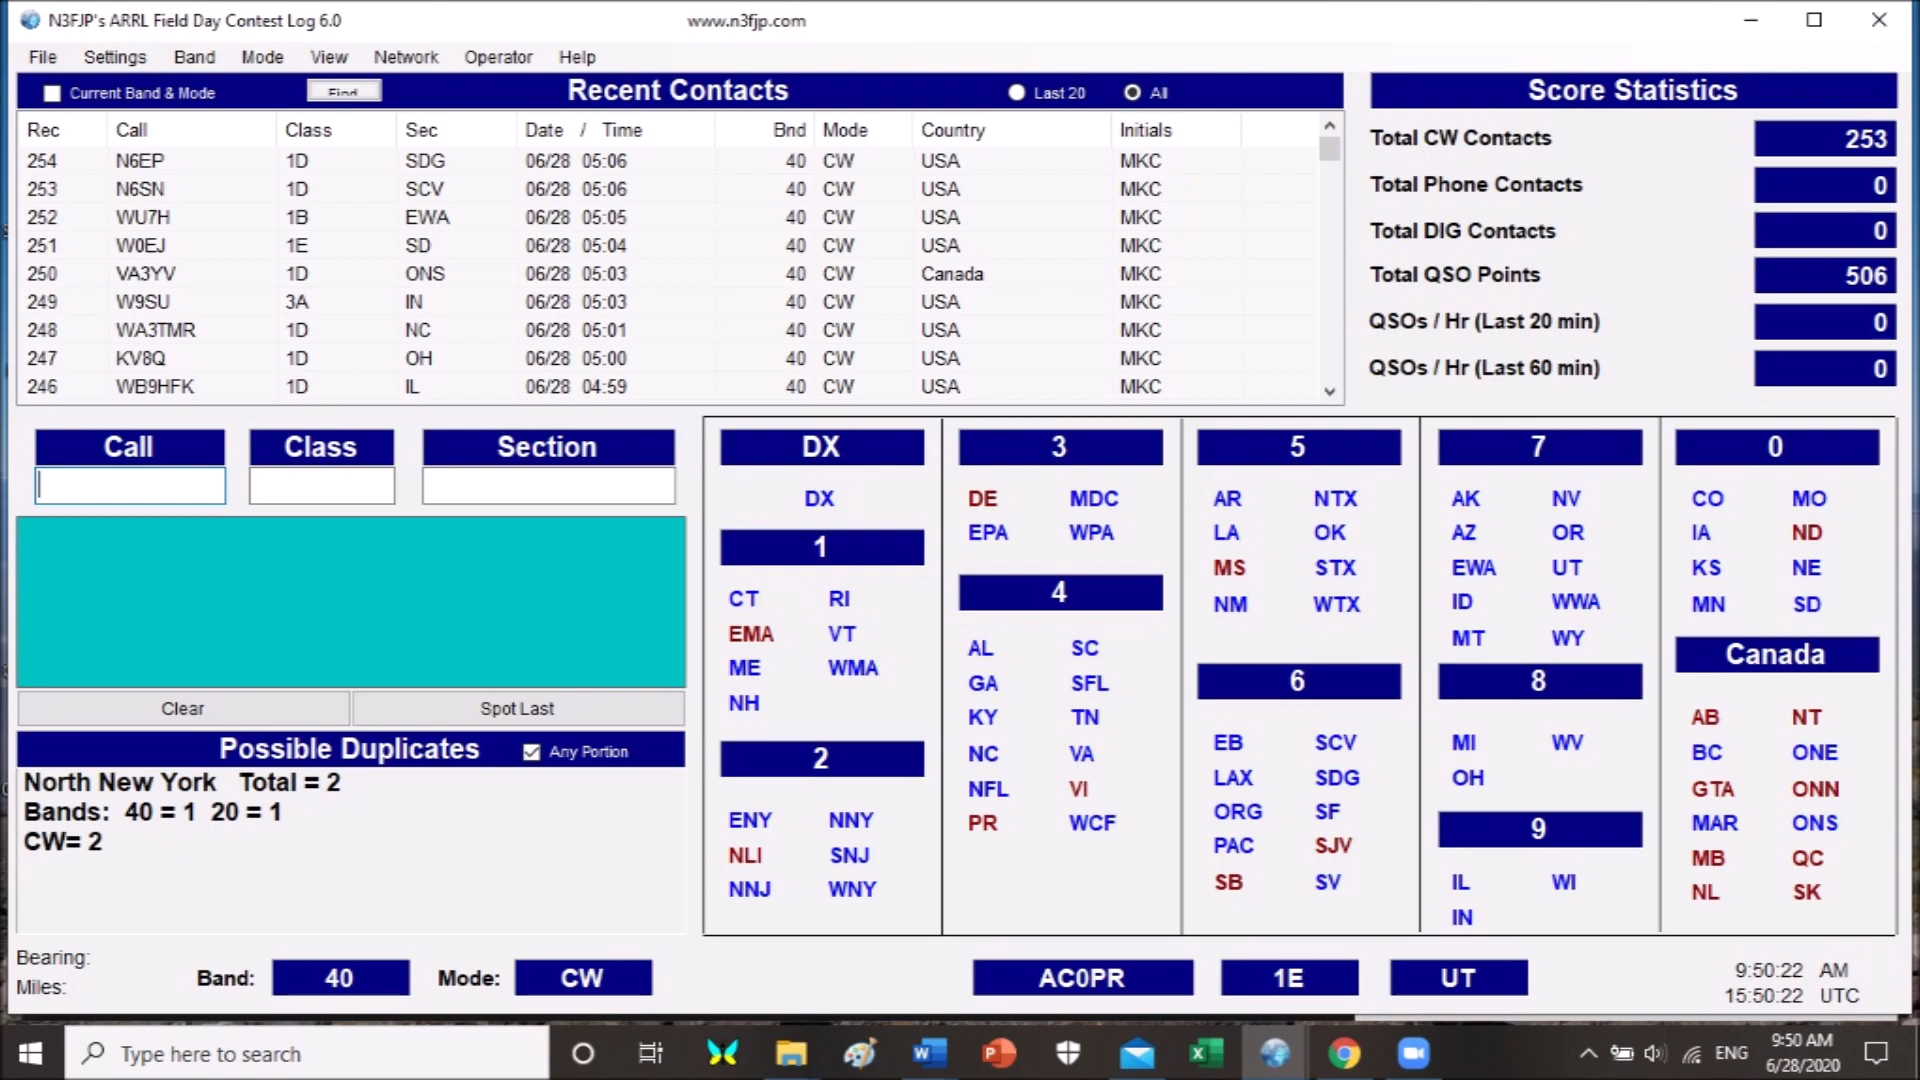 N3FJP's ARRL Field Day Contest Log 6.0 www.n3fjp.com
File Settings Band Mode View Network Operator Help
Current Band & Mode Find Recent Contacts Last 20 All
Rec Call Class Sec Date / Time Bnd Mode Country Initials
254 N6EP 1D SDG 06/28 05:06 40 CW USA MKC
253 N6SN 1D SCV 06/28 05:06 40 CW USA MKC
252 WU7H 1B EWA 06/28 05:05 40 CW USA MKC
251 W0EJ 1E SD 06/28 05:04 40 CW USA MKC
250 VA3YV 1D ONS 06/28 05:03 40 CW Canada MKC
249 W9SU 3A IN 06/28 05:03 40 CW USA MKC
248 WA3TMR 1D NC 06/28 05:01 40 CW USA MKC
247 KV8Q 1D OH 06/28 05:00 40 CW USA MKC
246 WB9HFK 1D IL 06/28 04:59 40 CW USA MKC
Score Statistics
Total CW Contacts 253
Total Phone Contacts 0
Total DIG Contacts 0
Total QSO Points 506
QSOs / Hr (Last 20 min) 0
QSOs / Hr (Last 60 min) 0
Call Class Section
Clear Spot Last
Possible Duplicates Any Portion
North New York Total = 2
Bands: 40 = 1 20 = 1
CW= 2
DX
DX
1
CT RI
EMA VT
ME WMA
NH
2
ENY NNY
NLI SNJ
NNJ WNY
3
DE MDC
EPA WPA
4
AL SC
GA SFL
KY TN
NC VA
NFL VI
PR WCF
5
AR NTX
LA OK
MS STX
NM WTX
6
EB SCV
LAX SDG
ORG SF
PAC SJV
SB SV
7
AK NV
AZ OR
EWA UT
ID WWA
MT WY
8
MI WV
OH
9
IL WI
IN
0
CO MO
IA ND
KS NE
MN SD
Canada
AB NT
BC ONE
GTA ONN
MAR ONS
MB QC
NL SK
Bearing:
Miles:
Band: 40 Mode: CW AC0PR 1E UT
9:50:22 AM
15:50:22 UTC
Type here to search
ENG
9:50 AM
6/28/2020